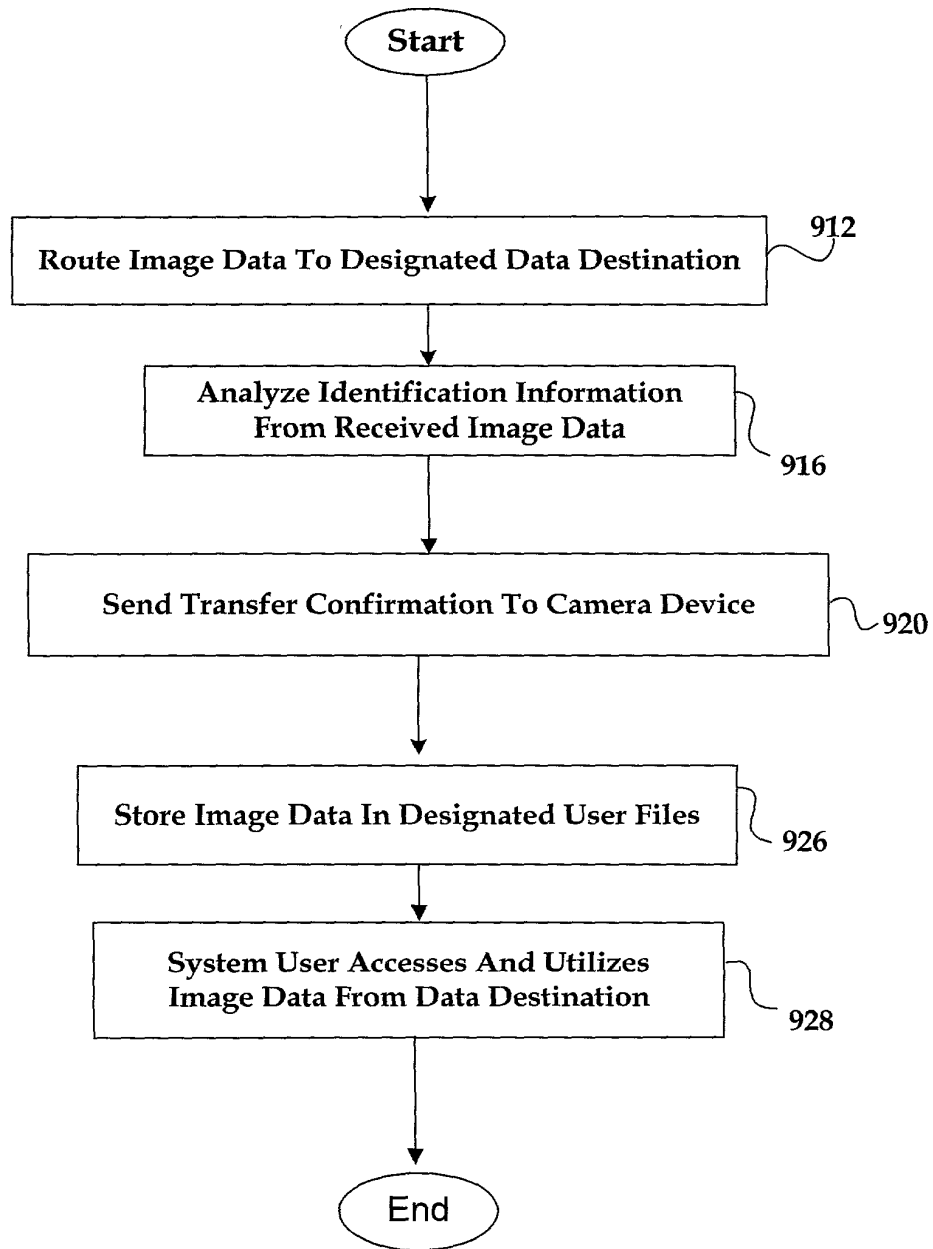 Start
912
Route Image Data To Designated Data Destination
Analyze Identification Information
From Received Image Data
916
Send Transfer Confirmation To Camera Device
920
Store Image Data In Designated User Files
926
System User Accesses And Utilizes
Image Data From Data Destination
928
End